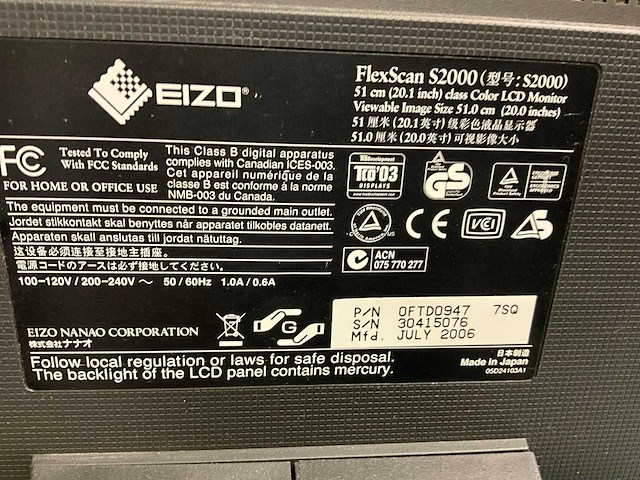 EIZO®
FlexScan S2000 (型号: S2000)
51 cm (20.1 inch) class Color LCD Monitor
Viewable Image Size 51.0 cm (20.0 inches)
51 厘米 (20.1英寸) 级彩色液晶显示器
51.0 厘米 (20.0英寸) 可视影像大小
FC
Tested To Comply
With FCC Standards
FOR HOME OR OFFICE USE
This Class B digital apparatus
complies with Canadian ICES-003.
Cet appareil numérique de la
classe B est conforme à la norme
NMB-003 du Canada.
The equipment must be connected to a grounded main outlet.
Jordet stikkontakt skal benyttes når apparatet tilkobles datanett.
Apparaten skall anslutas till jordat nätuttag.
这设备必须连接至接地主插座。
電源コードのアースは必ず接地してください。
100-120V / 200-240V ～ 50 / 60Hz 1.0A / 0.6A
TCO'03
DISPLAYS
GS
CE
VCI
S
ACN
075 770 277
EIZO NANAO CORPORATION
株式会社ナナオ
G
P/N 0FTD0947 7SQ
S/N 30415076
Mfd. JULY 2006
Follow local regulation or laws for safe disposal.
The backlight of the LCD panel contains mercury.
日本制造
Made in Japan
05D24103A1